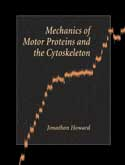 Mechanics of
Motor Proteins and
the Cytoskeleton
Jonathon Howard